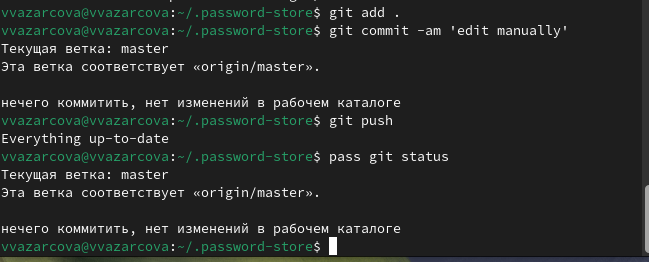 vvazarcova@vvazarcova:~/.password-store$ git add .
vvazarcova@vvazarcova:~/.password-store$ git commit -am 'edit manually'
Текущая ветка: master
Эта ветка соответствует «origin/master».
нечего коммитить, нет изменений в рабочем каталоге
vvazarcova@vvazarcova:~/.password-store$ git push
Everything up-to-date
vvazarcova@vvazarcova:~/.password-store$ pass git status
Текущая ветка: master
Эта ветка соответствует «origin/master».
нечего коммитить, нет изменений в рабочем каталоге
vvazarcova@vvazarcova:~/.password-store$